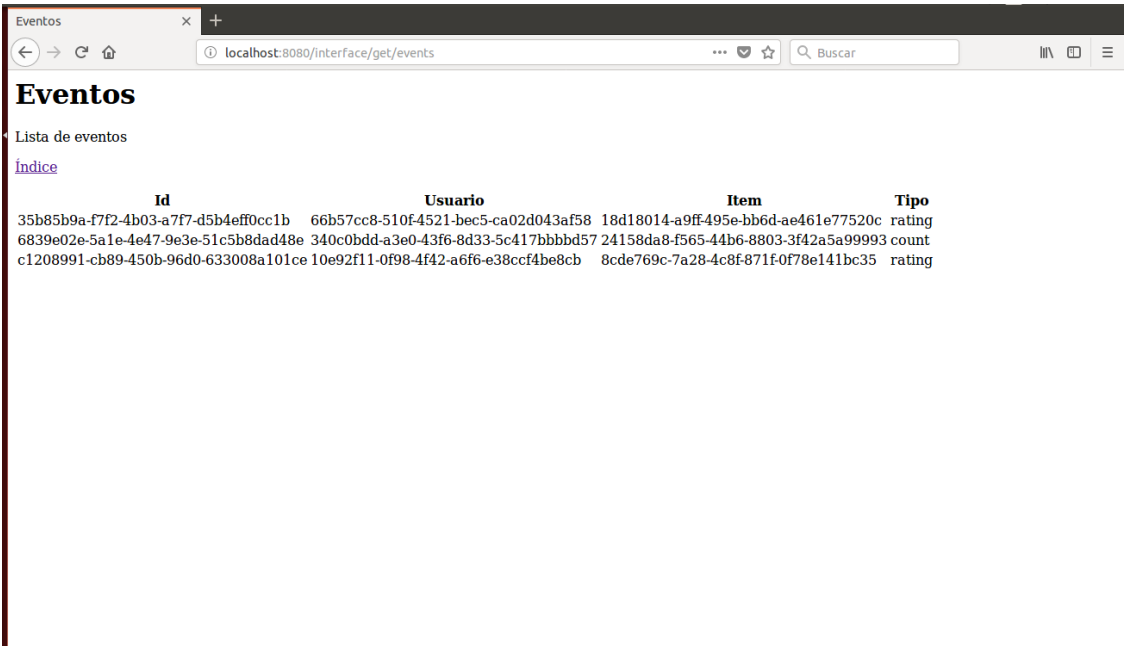 Eventos
localhost:8080/interface/get/events
Buscar
Eventos
Lista de eventos
Índice
Id Usuario Item Tipo
35b85b9a-f7f2-4b03-a7f7-d5b4eff0cc1b 66b57cc8-510f-4521-bec5-ca02d043af58 18d18014-a9ff-495e-bb6d-ae461e77520c rating
6839e02e-5a1e-4e47-9e3e-51c5b8dad48e 340c0bdd-a3e0-43f6-8d33-5c417bbbbd57 24158da8-f565-44b6-8803-3f42a5a99993 count
c1208991-cb89-450b-96d0-633008a101ce 10e92f11-0f98-4f42-a6f6-e38ccf4be8cb 8cde769c-7a28-4c8f-871f-0f78e141bc35 rating